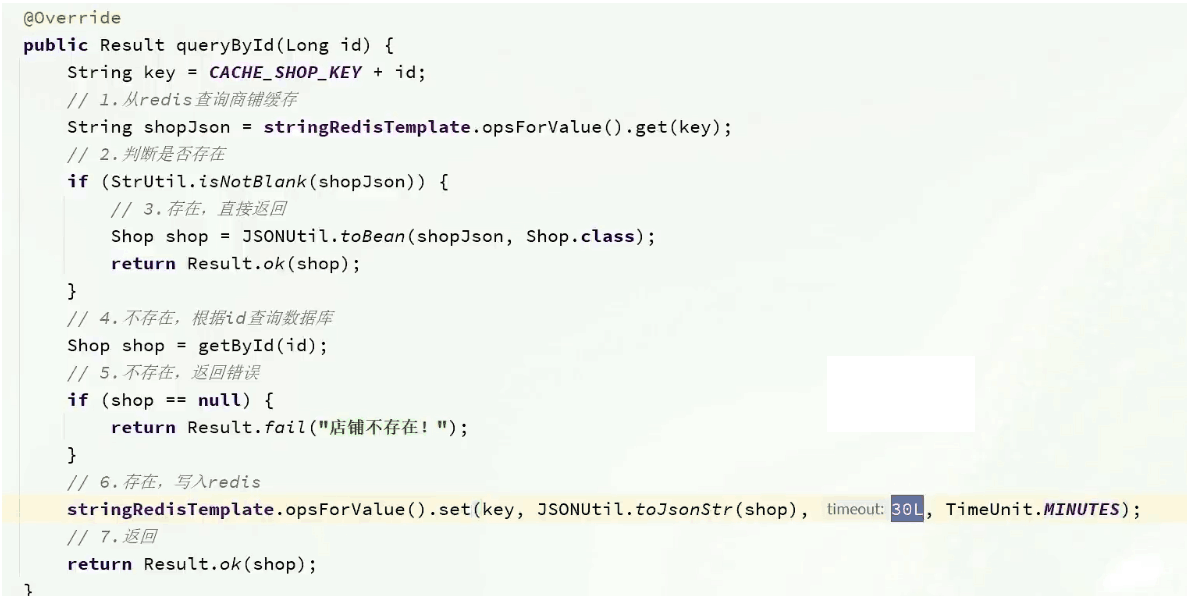 @Override
public Result queryById(Long id) {
    String key = CACHE_SHOP_KEY + id;
    // 1.从redis查询商铺缓存
    String shopJson = stringRedisTemplate.opsForValue().get(key);
    // 2.判断是否存在
    if (StrUtil.isNotBlank(shopJson)) {
        // 3.存在，直接返回
        Shop shop = JSONUtil.toBean(shopJson, Shop.class);
        return Result.ok(shop);
    }
    // 4.不存在，根据id查询数据库
    Shop shop = getById(id);
    // 5.不存在，返回错误
    if (shop == null) {
        return Result.fail("店铺不存在！");
    }
    // 6.存在，写入redis
    stringRedisTemplate.opsForValue().set(key, JSONUtil.toJsonStr(shop), timeout: 30L, TimeUnit.MINUTES);
    // 7.返回
    return Result.ok(shop);
}